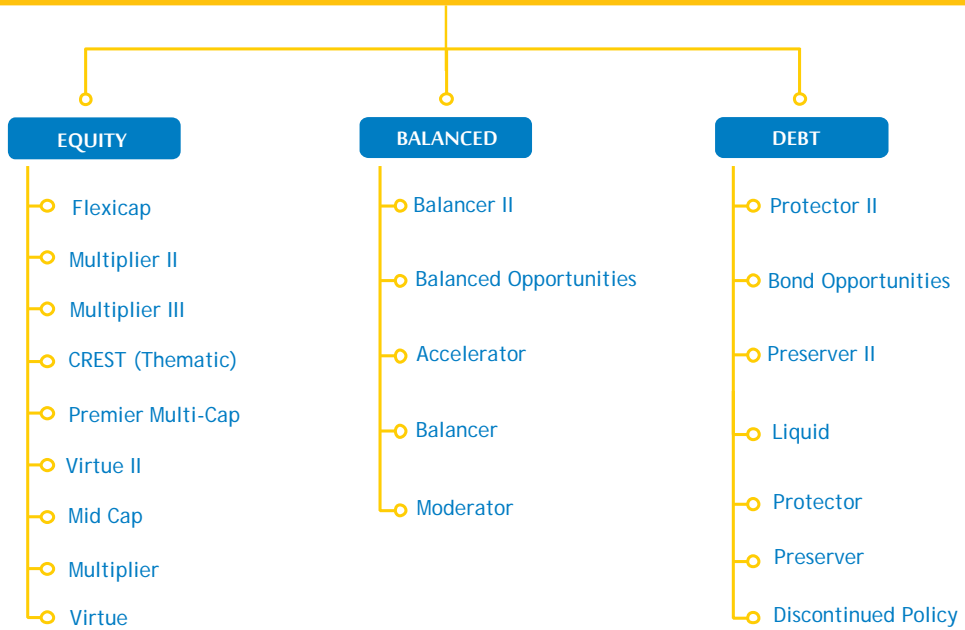 EQUITY
Flexicap
Multiplier II
Multiplier III
CREST (Thematic)
Premier Multi-Cap
Virtue II
Mid Cap
Multiplier
Virtue
BALANCED
Balancer II
Balanced Opportunities
Accelerator
Balancer
Moderator
DEBT
Protector II
Bond Opportunities
Preserver II
Liquid
Protector
Preserver
Discontinued Policy